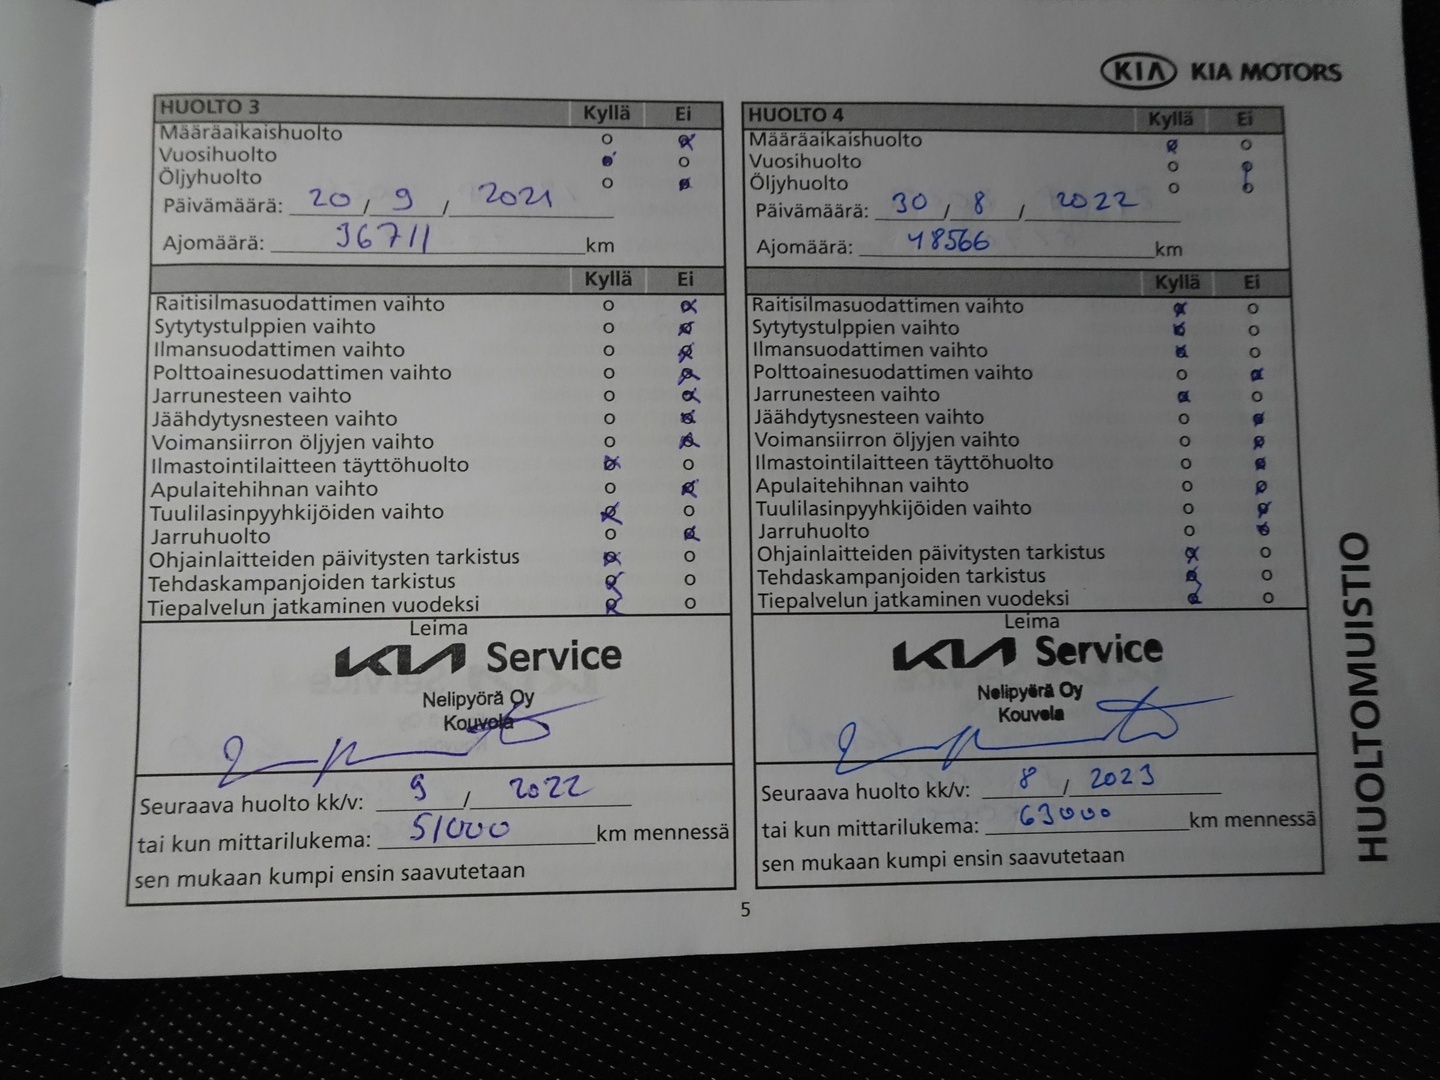 KIA KIA MOTORS
HUOLTO 3 Kyllä Ei
Määräaikaishuolto
Vuosihuolto
Öljyhuolto
Päivämäärä: 20 / 9 / 2021
Ajomäärä: 36711 km
Kyllä Ei
Raitisilmasuodattimen vaihto
Sytytystulppien vaihto
Ilmansuodattimen vaihto
Polttoainesuodattimen vaihto
Jarrunesteen vaihto
Jäähdytysnesteen vaihto
Voimansiirron öljyjen vaihto
Ilmastointilaitteen täyttöhuolto
Apulaitehihnan vaihto
Tuulilasinpyyhkijöiden vaihto
Jarruhuolto
Ohjainlaitteiden päivitysten tarkistus
Tehdaskampanjoiden tarkistus
Tiepalvelun jatkaminen vuodeksi
Leima
KIA Service
Nelipyörä Oy
Kouvola
Seuraava huolto kk/v: 9 / 2022
tai kun mittarilukema: 51000 km mennessä
sen mukaan kumpi ensin saavutetaan
HUOLTO 4 Kyllä Ei
Määräaikaishuolto
Vuosihuolto
Öljyhuolto
Päivämäärä: 30 / 8 / 2022
Ajomäärä: 48566 km
Kyllä Ei
Raitisilmasuodattimen vaihto
Sytytystulppien vaihto
Ilmansuodattimen vaihto
Polttoainesuodattimen vaihto
Jarrunesteen vaihto
Jäähdytysnesteen vaihto
Voimansiirron öljyjen vaihto
Ilmastointilaitteen täyttöhuolto
Apulaitehihnan vaihto
Tuulilasinpyyhkijöiden vaihto
Jarruhuolto
Ohjainlaitteiden päivitysten tarkistus
Tehdaskampanjoiden tarkistus
Tiepalvelun jatkaminen vuodeksi
Leima
KIA Service
Nelipyörä Oy
Kouvola
Seuraava huolto kk/v: 8 / 2023
tai kun mittarilukema: 63000 km mennessä
sen mukaan kumpi ensin saavutetaan
HUOLTOMUISTIO
5